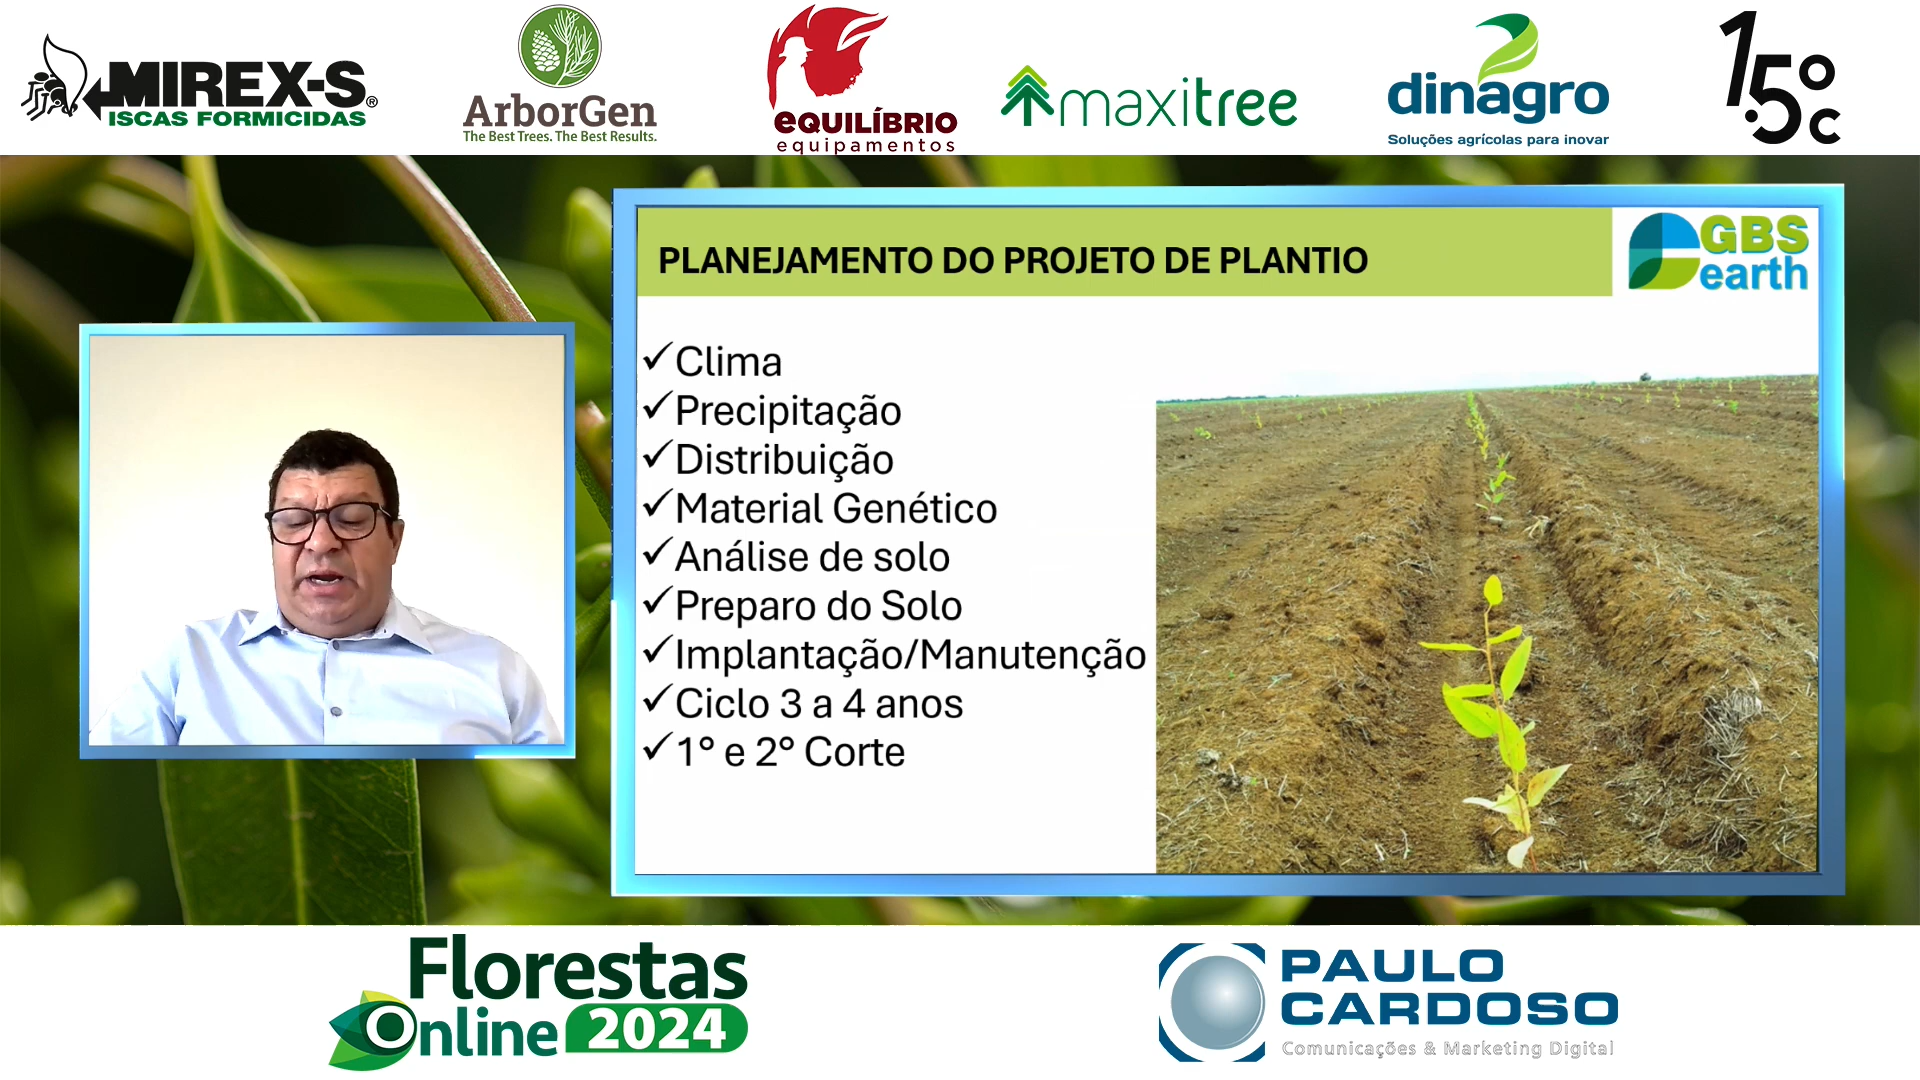 MIREX-S®
ISCAS FORMICIDAS
ArborGen
The Best Trees. The Best Results.
eQUILÍBRIO
equipamentos
maxitree
dinagro
Soluções agrícolas para inovar
1.5ºc
PLANEJAMENTO DO PROJETO DE PLANTIO
GBS
earth
✓Clima
✓Precipitação
✓Distribuição
✓Material Genético
✓Análise de solo
✓Preparo do Solo
✓Implantação/Manutenção
✓Ciclo 3 a 4 anos
✓1° e 2° Corte
Florestas
Online 2024
PAULO
CARDOSO
Comunicações & Marketing Digital